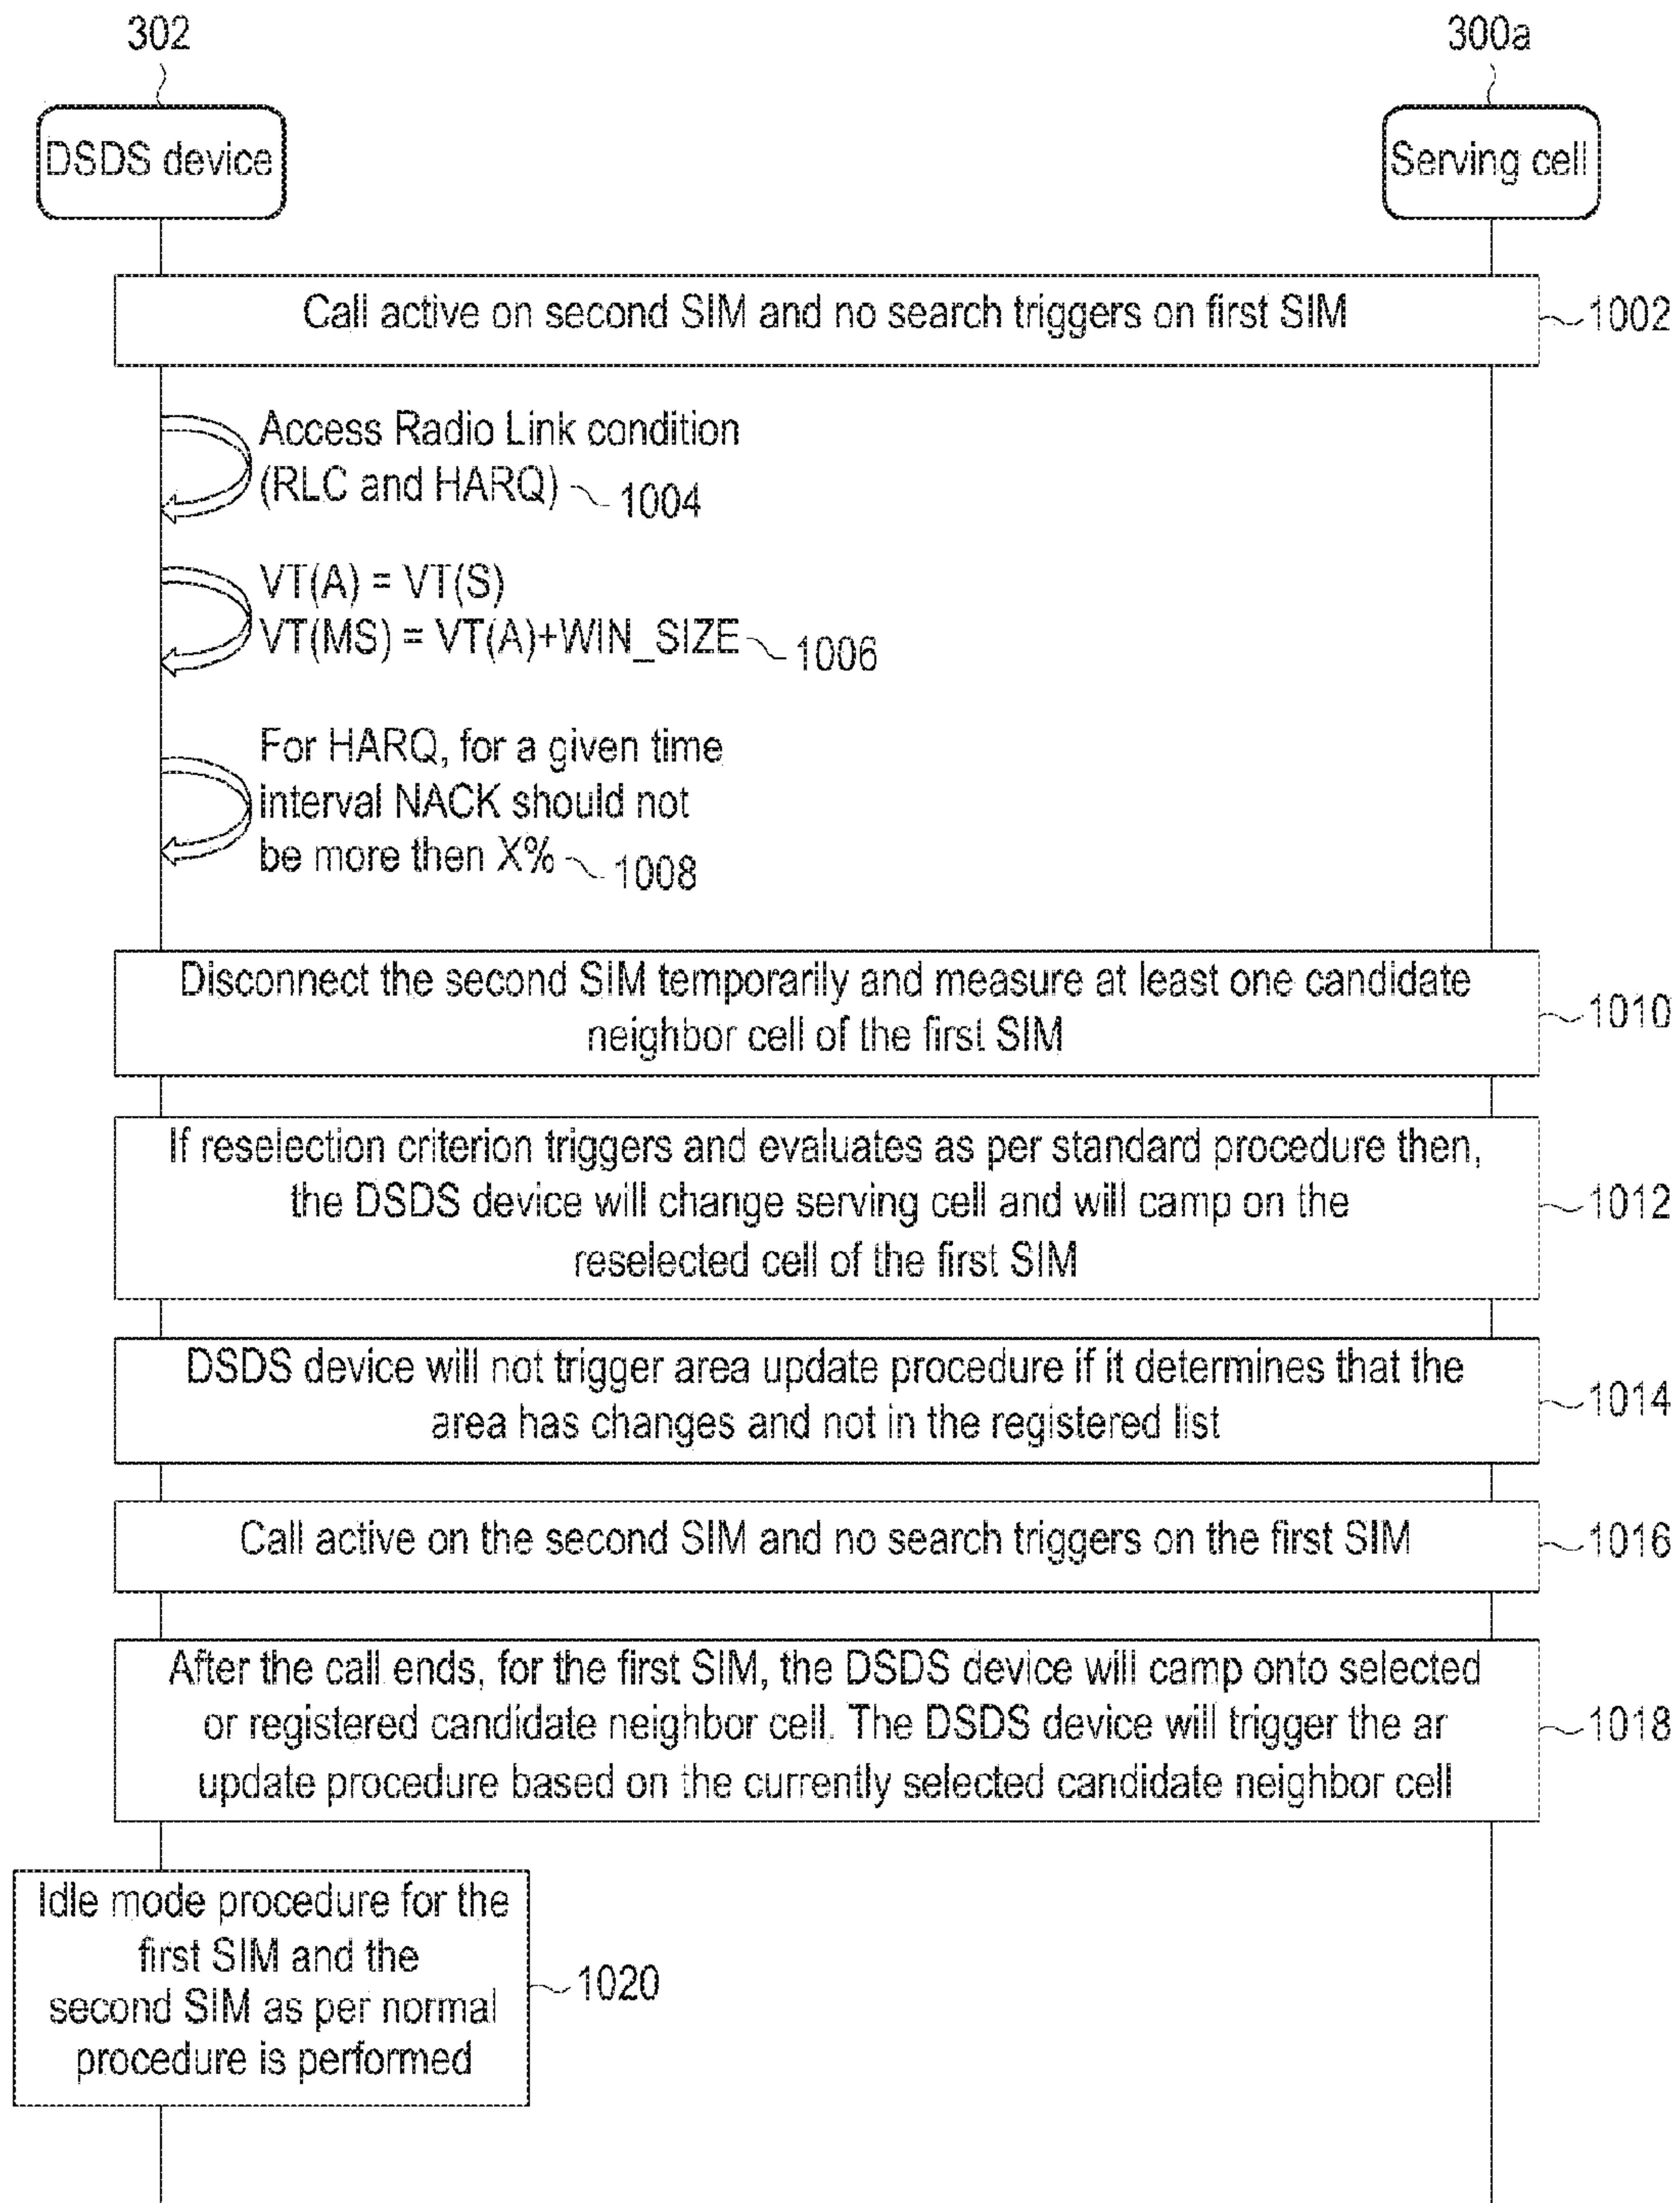 302
300a
DSDS device
Serving cell
Call active on second SIM and no search triggers on first SIM
1002
Access Radio Link condition
(RLC and HARQ)
1004
VT(A) = VT(S)
VT(MS) = VT(A)+WIN_SIZE
1006
For HARQ, for a given time
interval NACK should not
be more then X%
1008
Disconnect the second SIM temporarily and measure at least one candidate
neighbor cell of the first SIM
1010
If reselection criterion triggers and evaluates as per standard procedure then,
the DSDS device will change serving cell and will camp on the
reselected cell of the first SIM
1012
DSDS device will not trigger area update procedure if it determines that the
area has changes and not in the registered list
1014
Call active on the second SIM and no search triggers on the first SIM
1016
After the call ends, for the first SIM, the DSDS device will camp onto selected
or registered candidate neighbor cell. The DSDS device will trigger the ar
update procedure based on the currently selected candidate neighbor cell
1018
Idle mode procedure for the
first SIM and the
second SIM as per normal
procedure is performed
1020